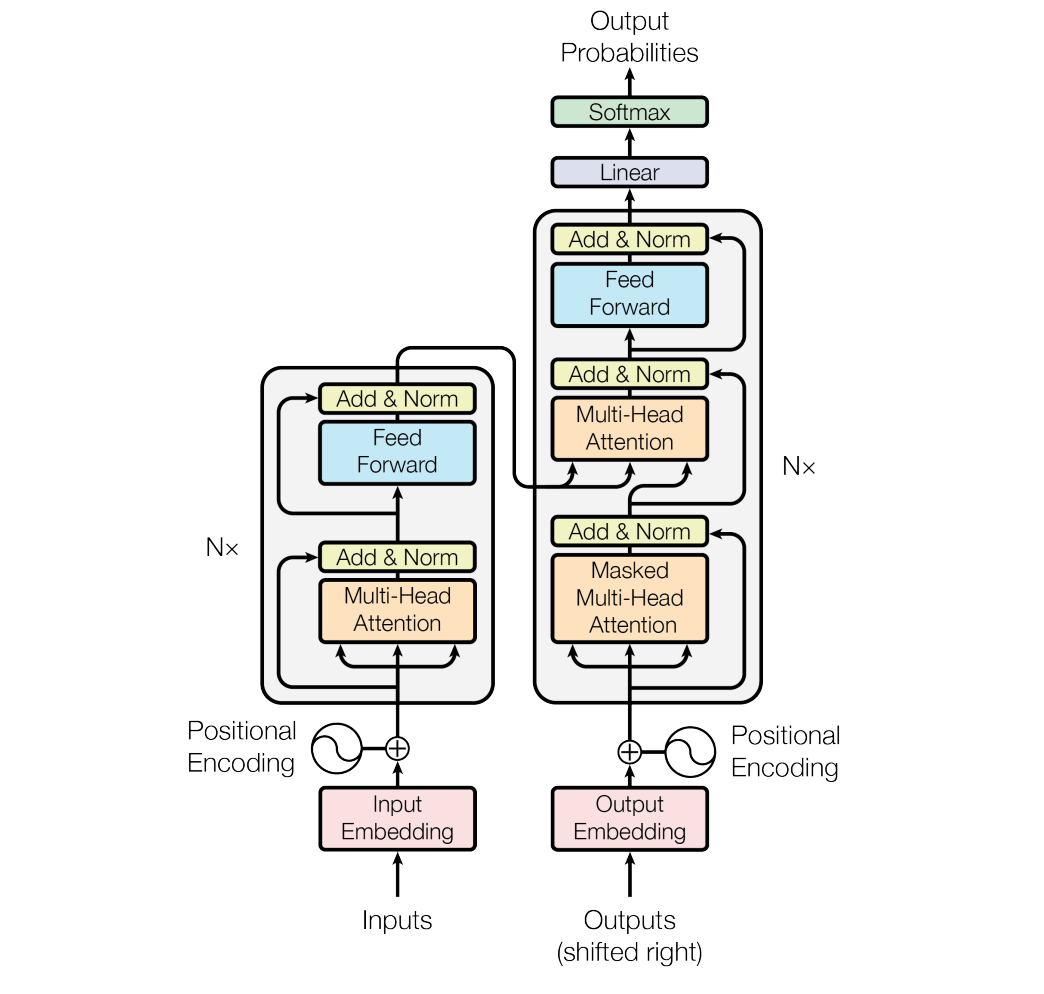 Output
Probabilities
Softmax
Linear
Add & Norm
Feed
Forward
Add & Norm
Multi-Head
Attention
N×
Add & Norm
Masked
Multi-Head
Attention
Add & Norm
Feed
Forward
N×
Add & Norm
Multi-Head
Attention
Positional
Encoding
Positional
Encoding
Input
Embedding
Output
Embedding
Inputs
Outputs
(shifted right)